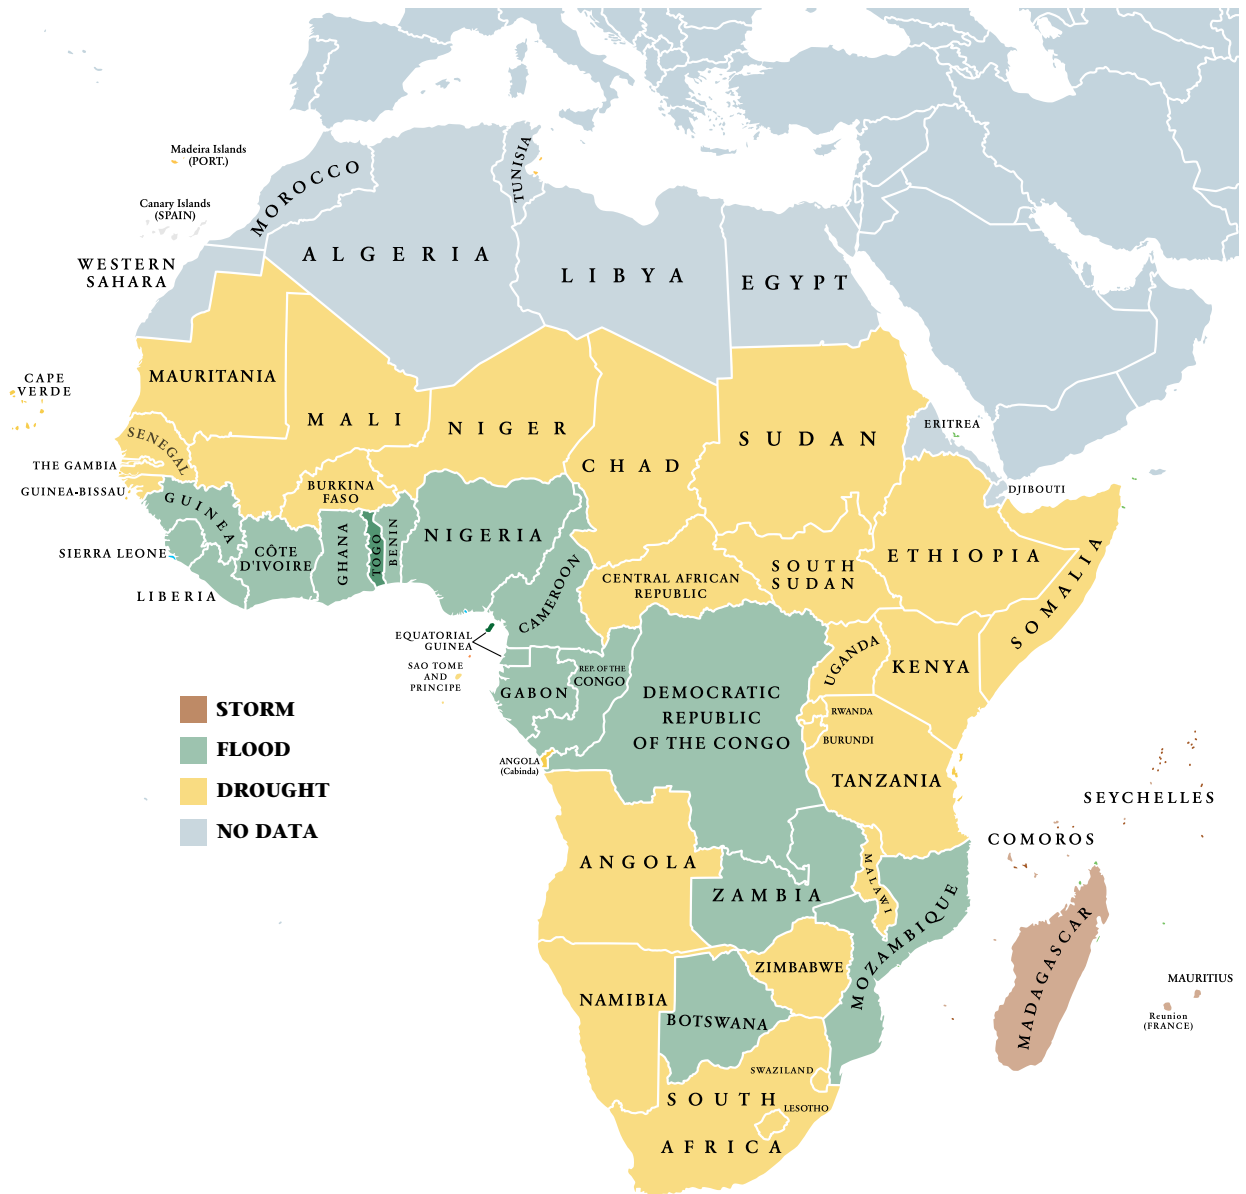 Madeira Islands
(PORT.)
TUNISIA
MOROCCO
Canary Islands
(SPAIN)
ALGERIA
WESTERN
SAHARA
LIBYA
EGYPT
CAPE
VERDE
MAURITANIA
MALI
NIGER
CHAD
SUDAN
ERITREA
SENEGAL
THE GAMBIA
GUINEA-BISSAU
GUINEA
BURKINA
FASO
DJIBOUTI
SIERRA LEONE
CÔTE
D'IVOIRE
GHANA
TOGO
BENIN
NIGERIA
ETHIOPIA
LIBERIA
CAMEROON
CENTRAL AFRICAN
REPUBLIC
SOUTH
SUDAN
SOMALIA
EQUATORIAL
GUINEA
SAO TOME
AND
PRINCIPE
GABON
REP. OF THE
CONGO
DEMOCRATIC
REPUBLIC
OF THE CONGO
UGANDA
KENYA
RWANDA
BURUNDI
TANZANIA
ANGOLA
(Cabinda)
STORM
FLOOD
DROUGHT
NO DATA
SEYCHELLES
COMOROS
ANGOLA
ZAMBIA
MALAWI
MOZAMBIQUE
ZIMBABWE
NAMIBIA
BOTSWANA
MADAGASCAR
MAURITIUS
Reunion
(FRANCE)
SWAZILAND
SOUTH
LESOTHO
AFRICA